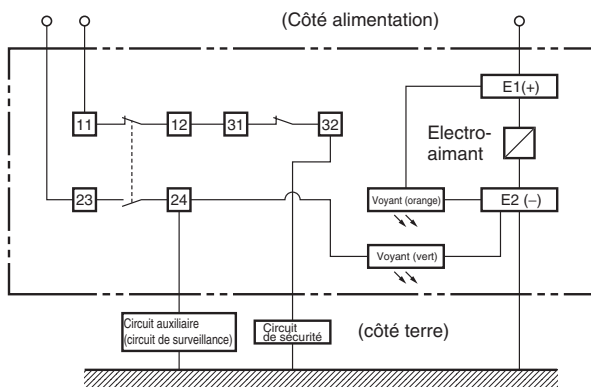 (Côté alimentation)
E1(+)
11
12
31
32
Electro-
aimant
23
24
Voyant (orange)
E2 (−)
Voyant (vert)
Circuit auxiliaire
(circuit de surveillance)
Circuit
de sécurité
(côté terre)